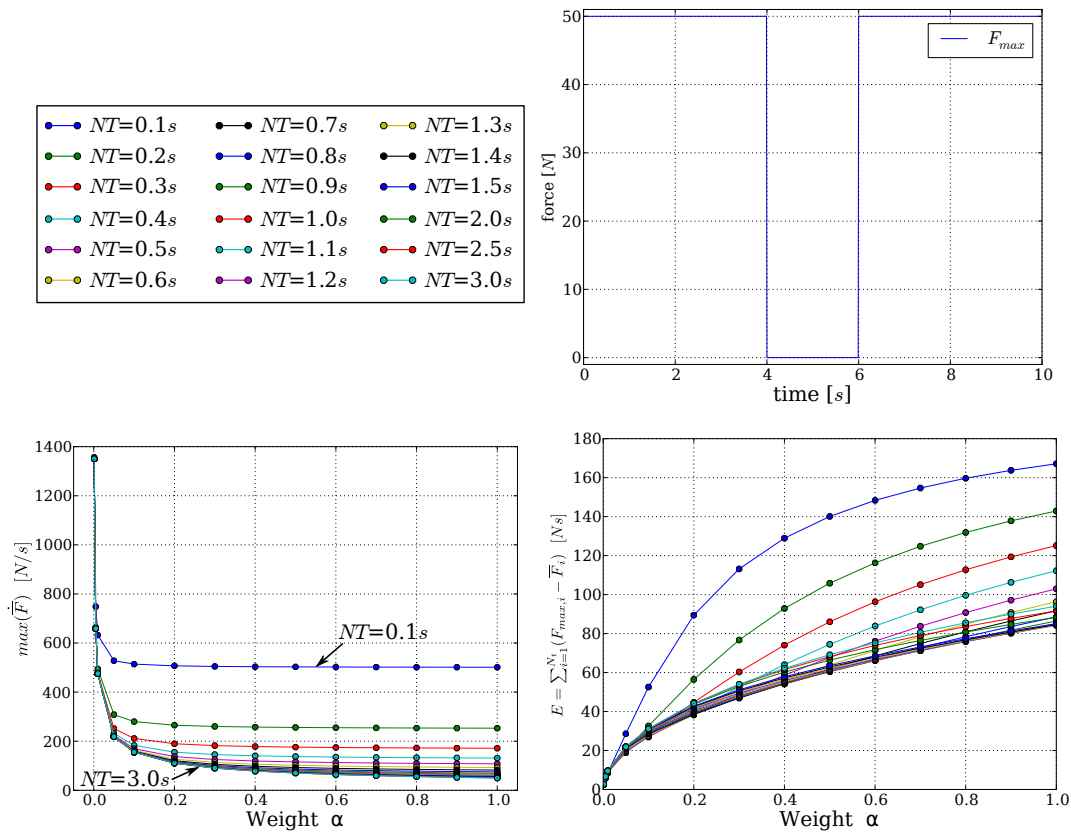 NT=0.1s NT=0.7s NT=1.3s
NT=0.2s NT=0.8s NT=1.4s
NT=0.3s NT=0.9s NT=1.5s
NT=0.4s NT=1.0s NT=2.0s
NT=0.5s NT=1.1s NT=2.5s
NT=0.6s NT=1.2s NT=3.0s
50
40
30
20
10
0
force [N]
F_max
0 2 4 6 8 10
time [s]
1400
1200
1000
800
600
400
200
0
max(\dot{\overline{F}}) [N/s]
NT=0.1s
NT=3.0s
0.0 0.2 0.4 0.6 0.8 1.0
Weight α
180
160
140
120
100
80
60
40
20
0
E = ∑_{i=1}^{N_t}(F_{max,i} − \overline{F}_i) [Ns]
0.0 0.2 0.4 0.6 0.8 1.0
Weight α